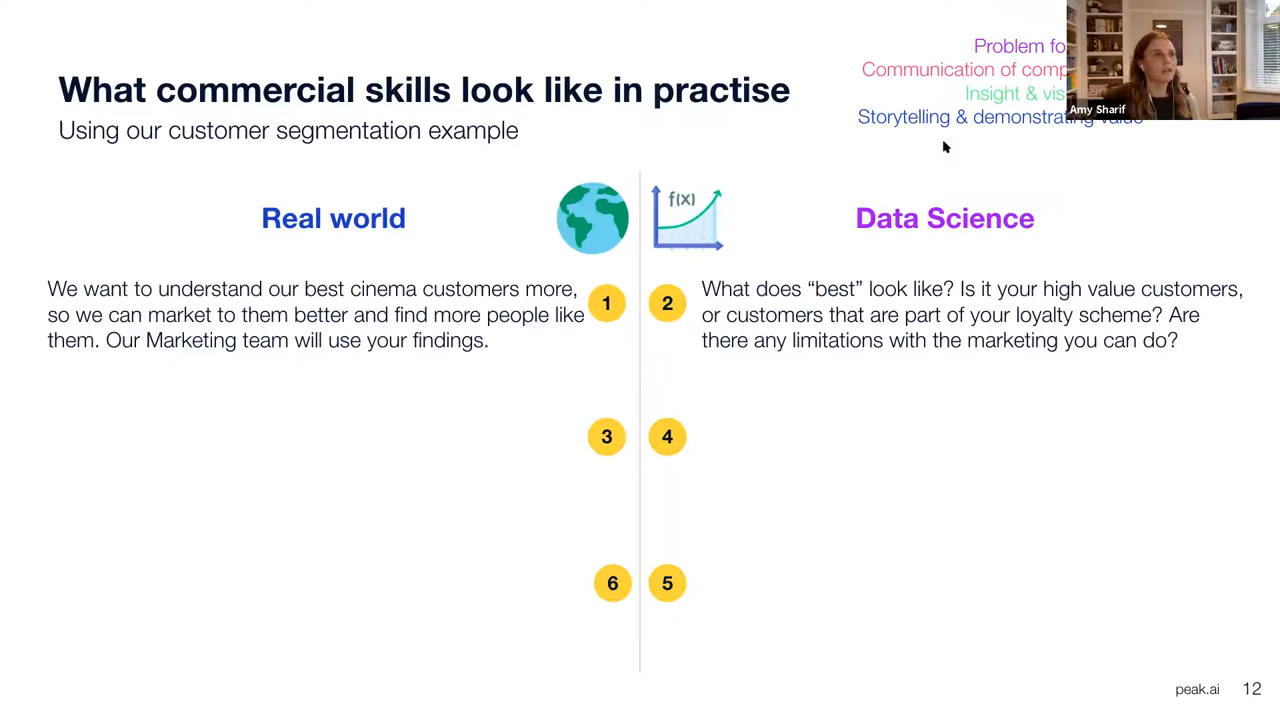 Problem
Communication of
Insight &
Amy Sharif
Storytelling & demonstrating value
What commercial skills look like in practise
Using our customer segmentation example
Real world
f(x)
Data Science
We want to understand our best cinema customers more,
so we can market to them better and find more people like
them. Our Marketing team will use your findings.
1
2
What does “best” look like? Is it your high value customers,
or customers that are part of your loyalty scheme? Are
there any limitations with the marketing you can do?
3
4
6
5
peak.ai 12